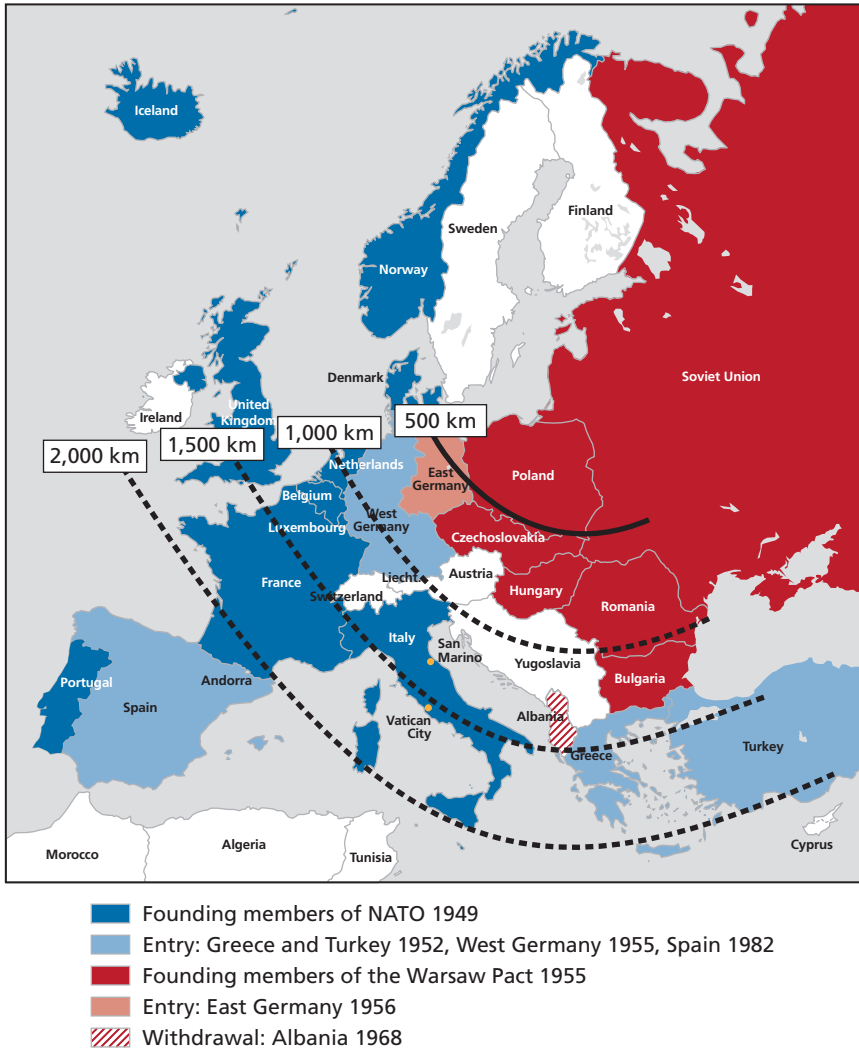 Iceland
Sweden
Finland
Norway
Soviet Union
Denmark
Ireland
United
Kingdom
2,000 km
1,500 km
1,000 km
500 km
Netherlands
East
Germany
Poland
Belgium
West
Germany
Luxembourg
Czechoslovakia
France
Liecht.
Austria
Switzerland
Hungary
Romania
Italy
San
Marino
Yugoslavia
Bulgaria
Portugal
Spain
Andorra
Vatican
City
Albania
Greece
Turkey
Morocco
Algeria
Tunisia
Cyprus
Founding members of NATO 1949
Entry: Greece and Turkey 1952, West Germany 1955, Spain 1982
Founding members of the Warsaw Pact 1955
Entry: East Germany 1956
Withdrawal: Albania 1968